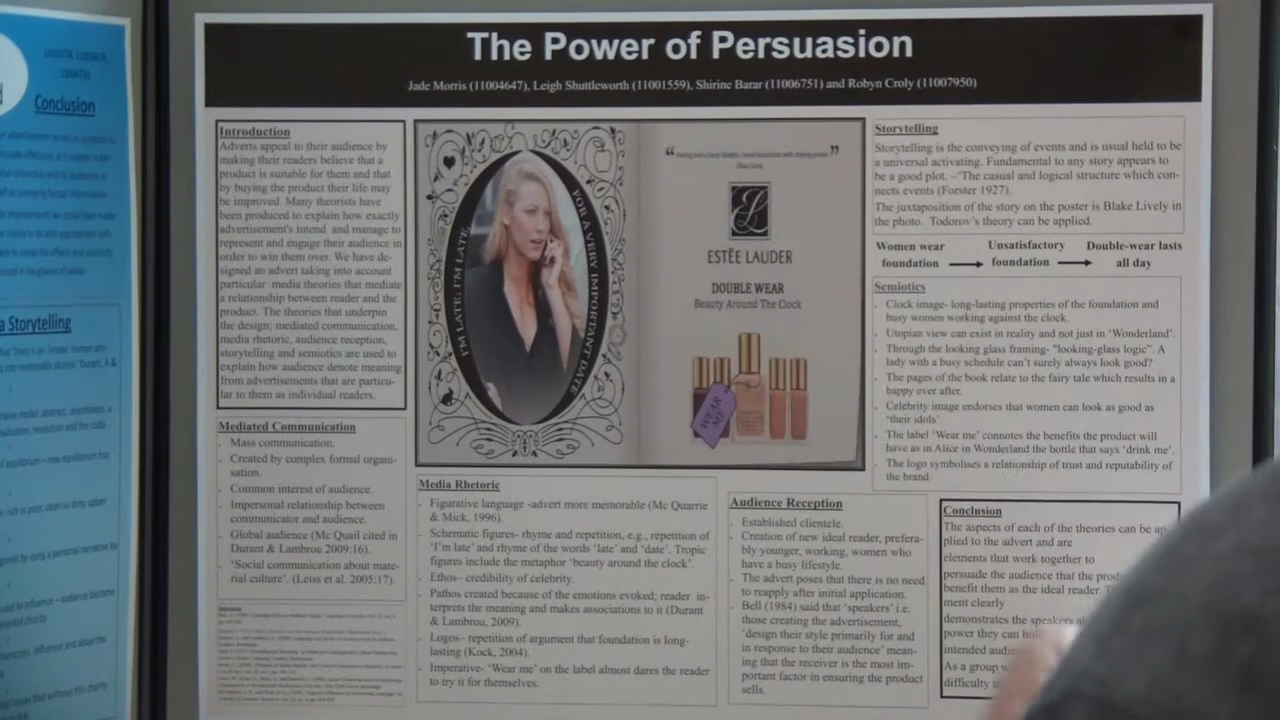 The Power of Persuasion
Jade Morris (11004647), Leigh Shuttleworth (11001559), Shirine Barar (11006751) and Robyn Croly (11007950)
Introduction
Adverts appeal to their audience by
making their readers believe that a
product is suitable for them and that
by buying the product their life may
be improved. Many theorists have
been produced to explain how exactly
advertisement's intend and manage to
represent and engage their audience in
order to win them over. We have de-
signed an advert taking into account
particular media theories that mediate
a relationship between reader and the
product. The theories that underpin
the design; mediated communication,
media rhetoric, audience reception,
storytelling and semiotics are used to
explain how audience denote meaning
from advertisements that are particu-
lar to them as individual readers.
Mediated Communication
Mass communication.
Created by complex formal organi-
sation.
Common interest of audience.
Impersonal relationship between
communicator and audience.
Global audience (Mc Quail cited in
Durant & Lambrou 2009:16).
'Social communication about mate-
rial culture'. (Leiss et al. 2005:17).
I'M LATE; I'M LATE,
FOR A VERY IMPORTANT DATE
ESTĒE LAUDER
DOUBLE WEAR
Beauty Around The Clock
WEAR ME
Media Rhetoric
Figurative language -advert more memorable (Mc Quarrie
& Mick, 1996).
Schematic figures- rhyme and repetition, e.g., repetition of
'I'm late' and rhyme of the words 'late' and 'date'. Tropic
figures include the metaphor 'beauty around the clock'.
Ethos- credibility of celebrity.
Pathos created because of the emotions evoked; reader in-
terprets the meaning and makes associations to it (Durant
& Lambrou, 2009).
Logos- repetition of argument that foundation is long-
lasting (Kock, 2004).
Imperative- 'Wear me' on the label almost dares the reader
to try it for themselves.
Audience Reception
Established clientele.
Creation of new ideal reader, prefera-
bly younger, working, women who
have a busy lifestyle.
The advert poses that there is no need
to reapply after initial application.
Bell (1984) said that 'speakers' i.e.
those creating the advertisement,
'design their style primarily for and
in response to their audience' mean-
ing that the receiver is the most im-
portant factor in ensuring the product
sells.
Storytelling
Storytelling is the conveying of events and is usual held to be
a universal activating. Fundamental to any story appears to
be a good plot. –'The casual and logical structure which con-
nects events (Forster 1927).
The juxtaposition of the story on the poster is Blake Lively in
the photo. Todorov's theory can be applied.
Women wear foundation
Unsatisfactory foundation
Double-wear lasts all day
Semiotics
Clock image- long-lasting properties of the foundation and
busy women working against the clock.
Utopian view can exist in reality and not just in 'Wonderland'.
Through the looking glass framing- "looking-glass logic". A
lady with a busy schedule can't surely always look good?
The pages of the book relate to the fairy tale which results in a
happy ever after.
Celebrity image endorses that women can look as good as
'their idols'.
The label 'Wear me' connotes the benefits the product will
have as in Alice in Wonderland the bottle that says 'drink me'.
The logo symbolises a relationship of trust and reputability of
the brand.
Conclusion
The aspects of each of the theories can be ap-
plied to the advert and are
elements that work together to
persuade the audience that the prod
benefit them as the ideal reader.
ment clearly
demonstrates the speakers
power they can
intended
As a group
difficulty
Conclusion
a Storytelling